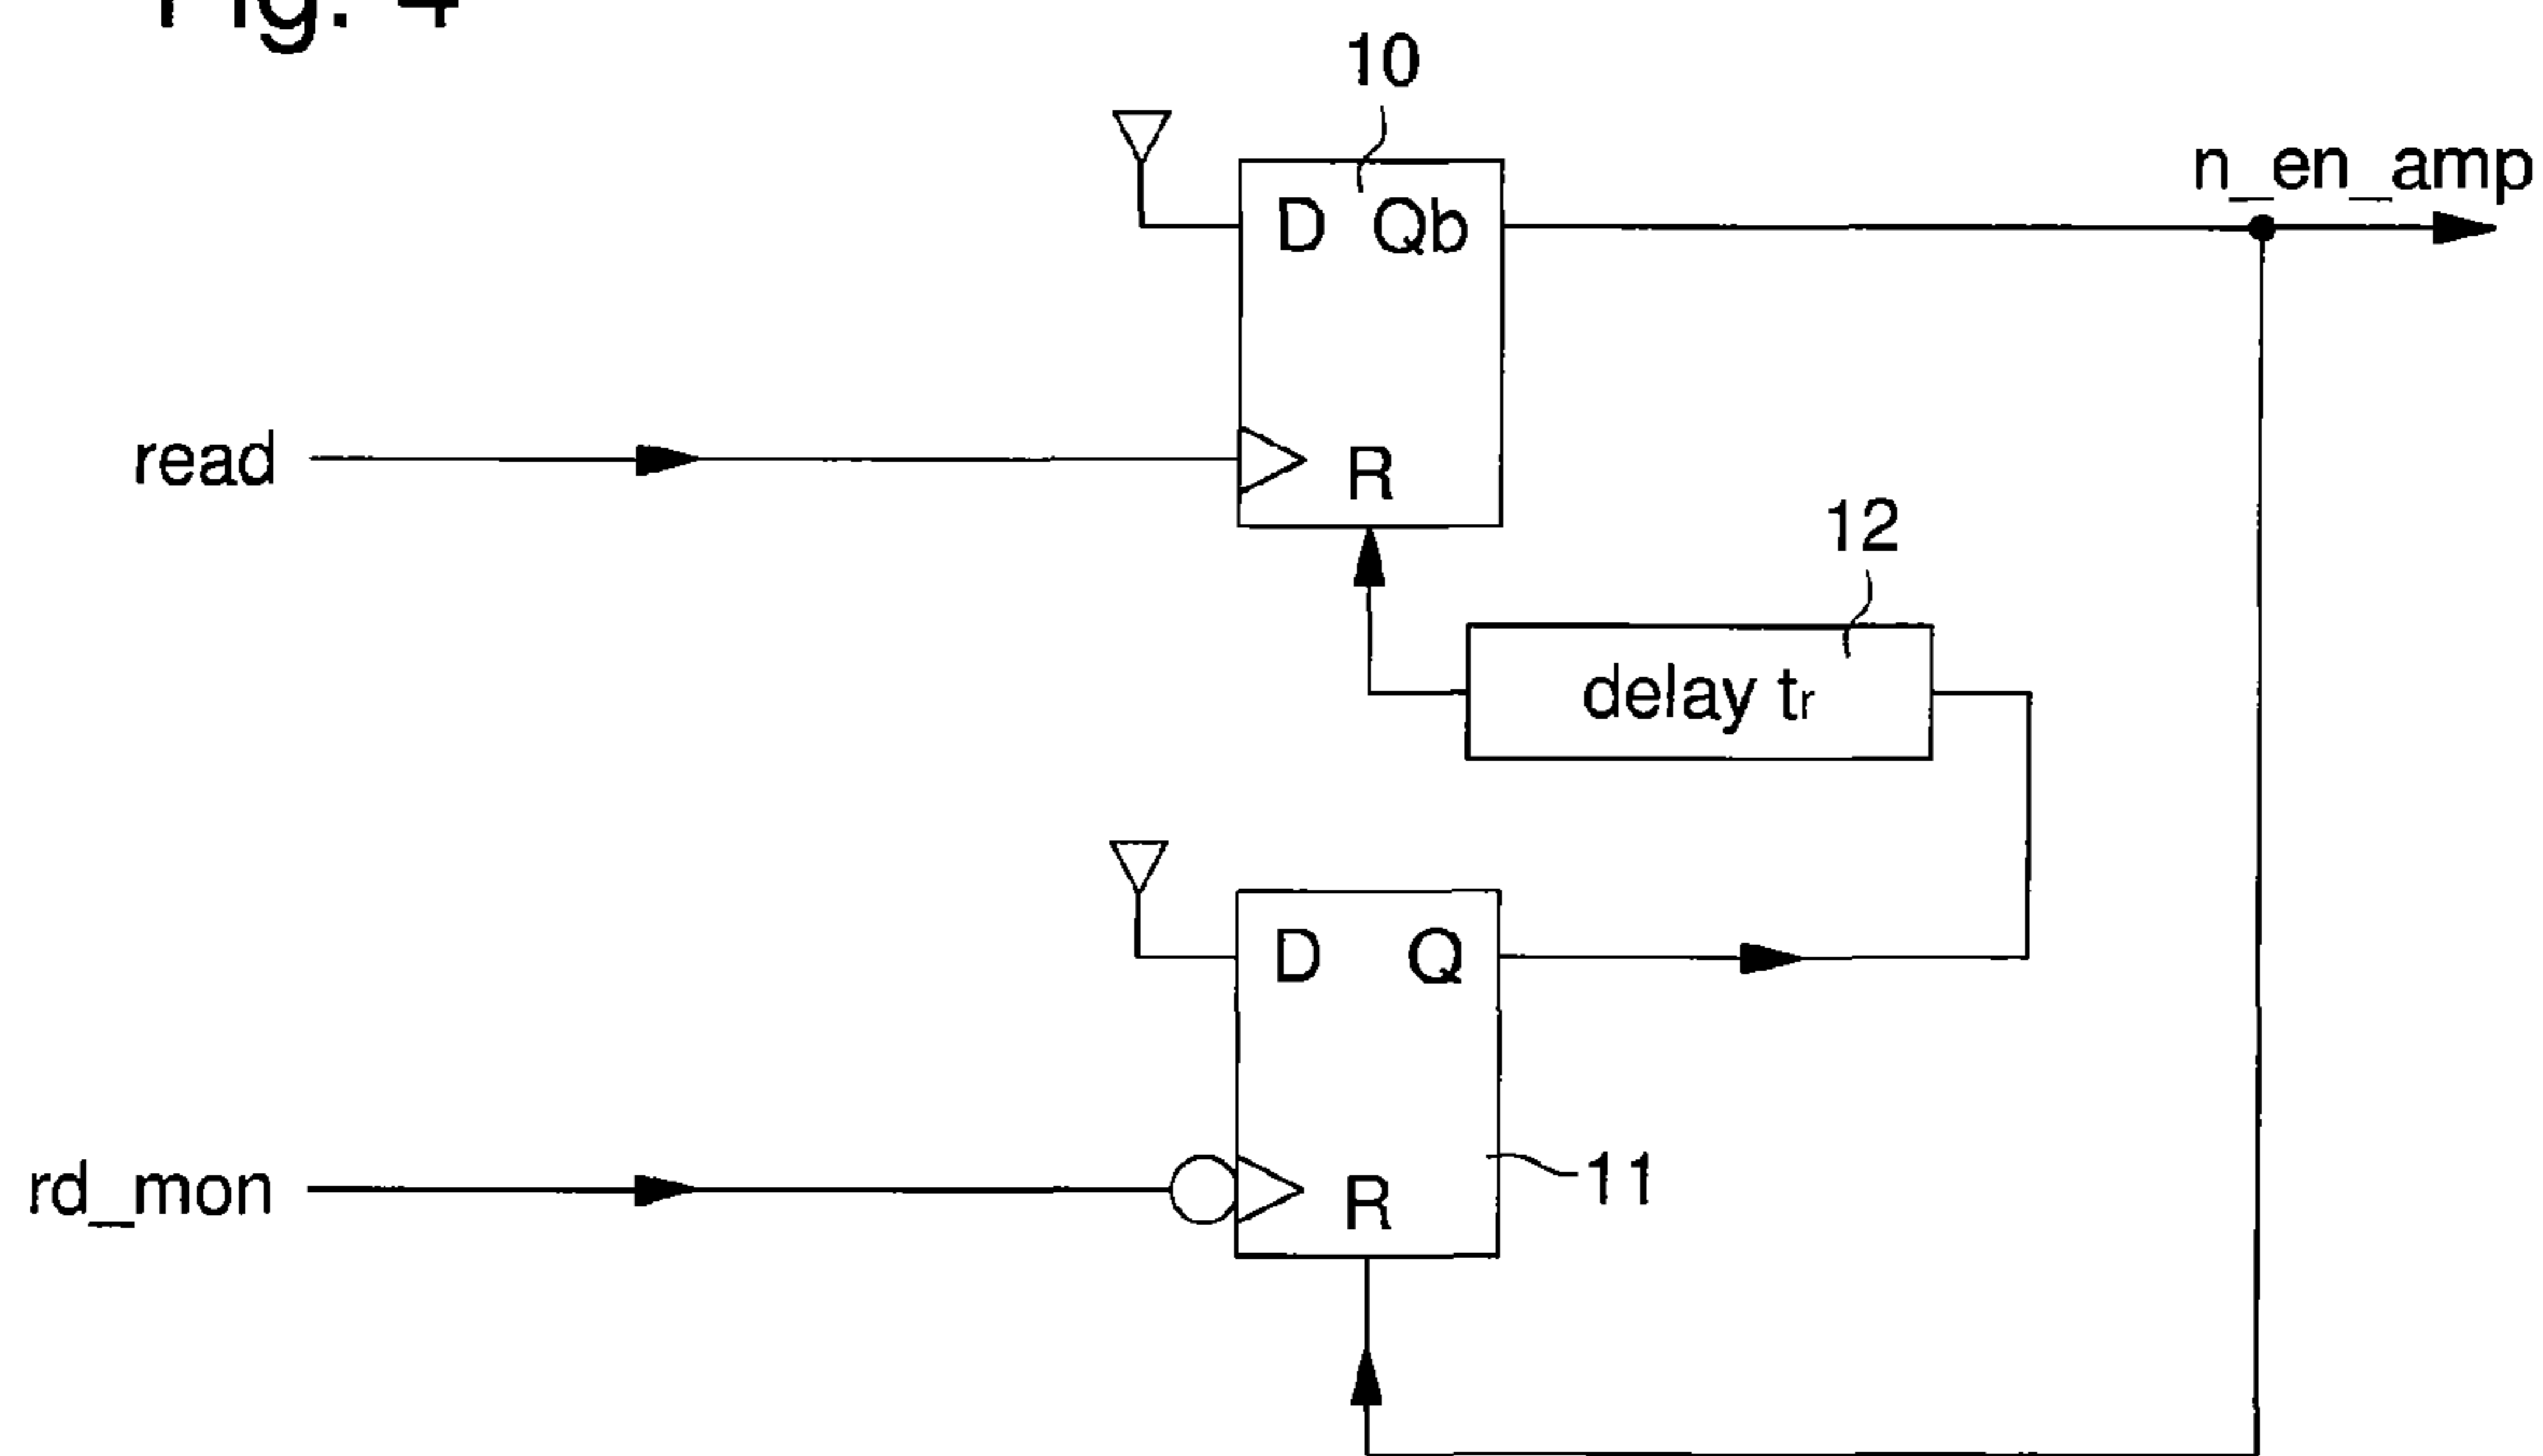 Fig. 4
10
n_en_amp
D Qb
read
R
12
delay tr
D Q
11
rd_mon
R